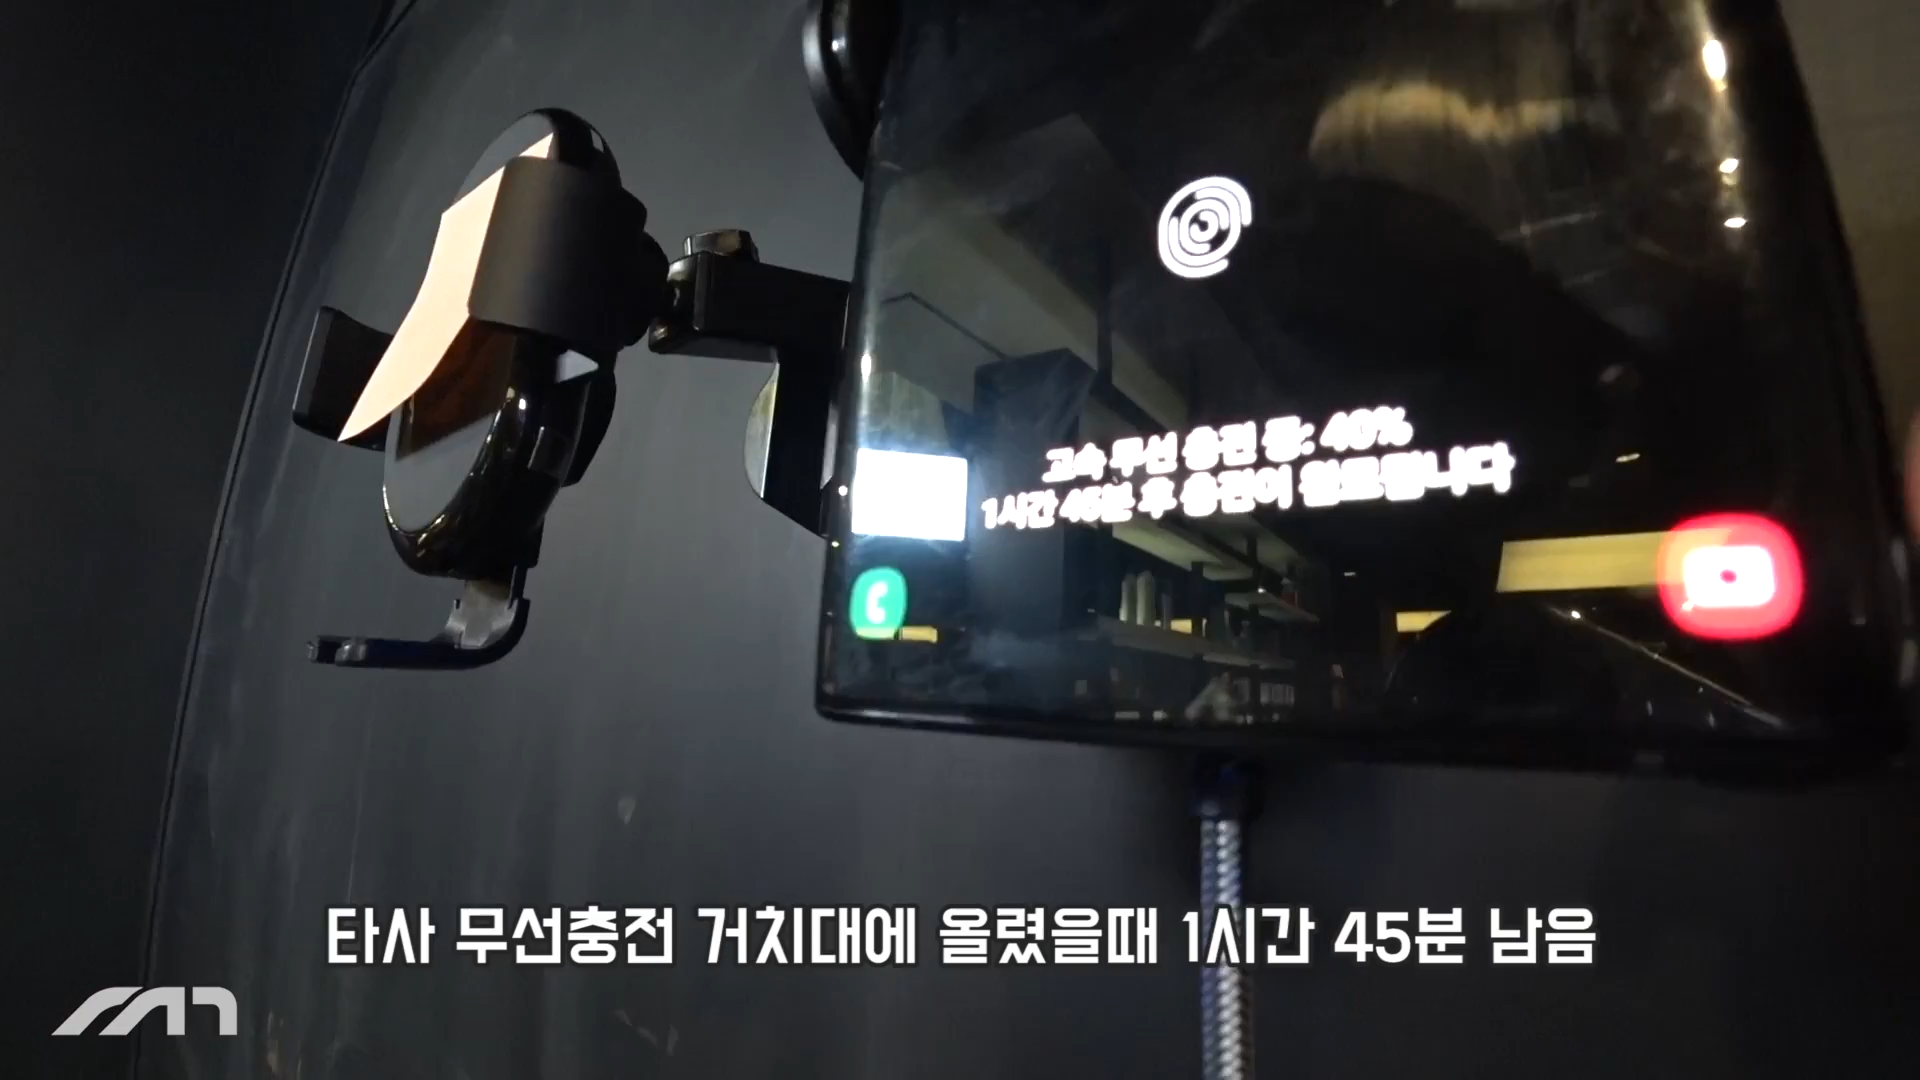 고속 무선 충전 중: 40%
1시간 45분 후 충전이 완료됩니다
타사 무선충전 거치대에 올렸을때 1시간 45분 남음